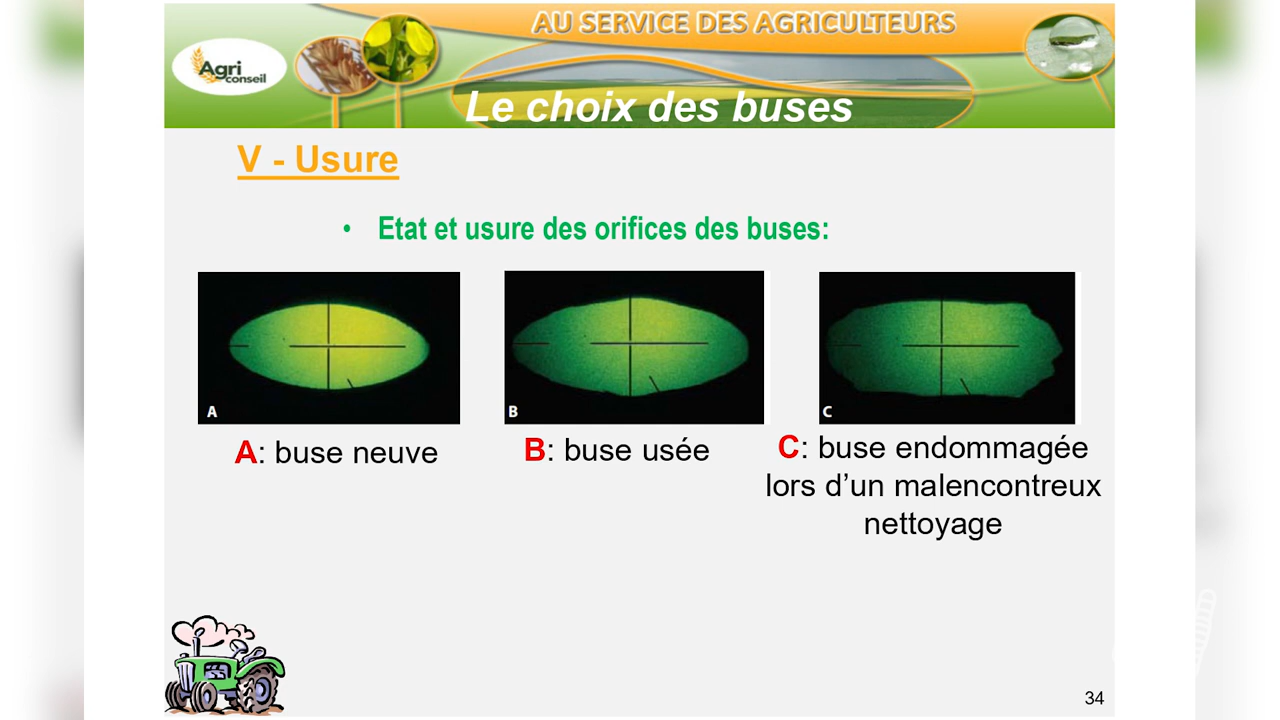 AU SERVICE DES AGRICULTEURS
Agri
conseil
Le choix des buses
V - Usure
• Etat et usure des orifices des buses:
A
B
C
A: buse neuve
B: buse usée
C: buse endommagée
lors d’un malencontreux
nettoyage
34